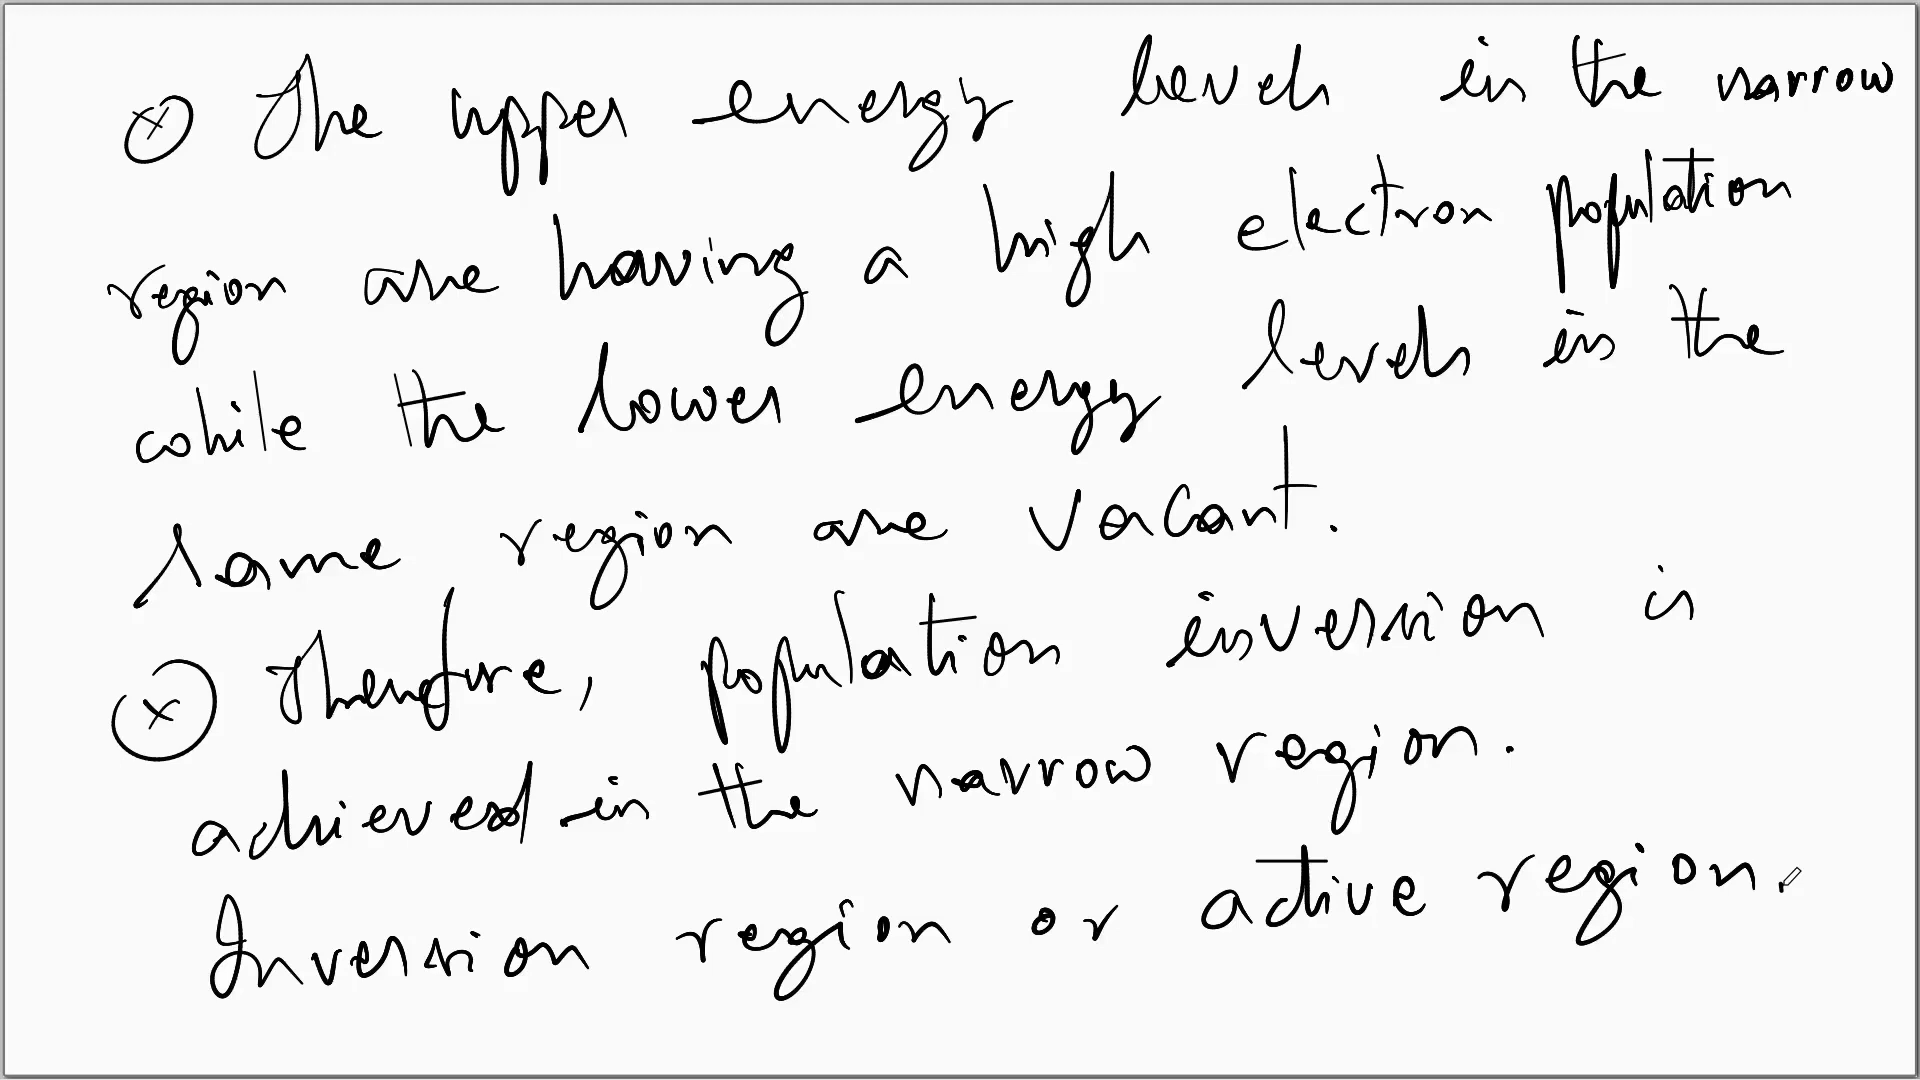 ⓧ The upper energy levels in the narrow
region are having a high electron population
while the lower energy levels in the
same region are vacant.
ⓧ Therefore, population inversion is
achieved in the narrow region.
Inversion region or active region.